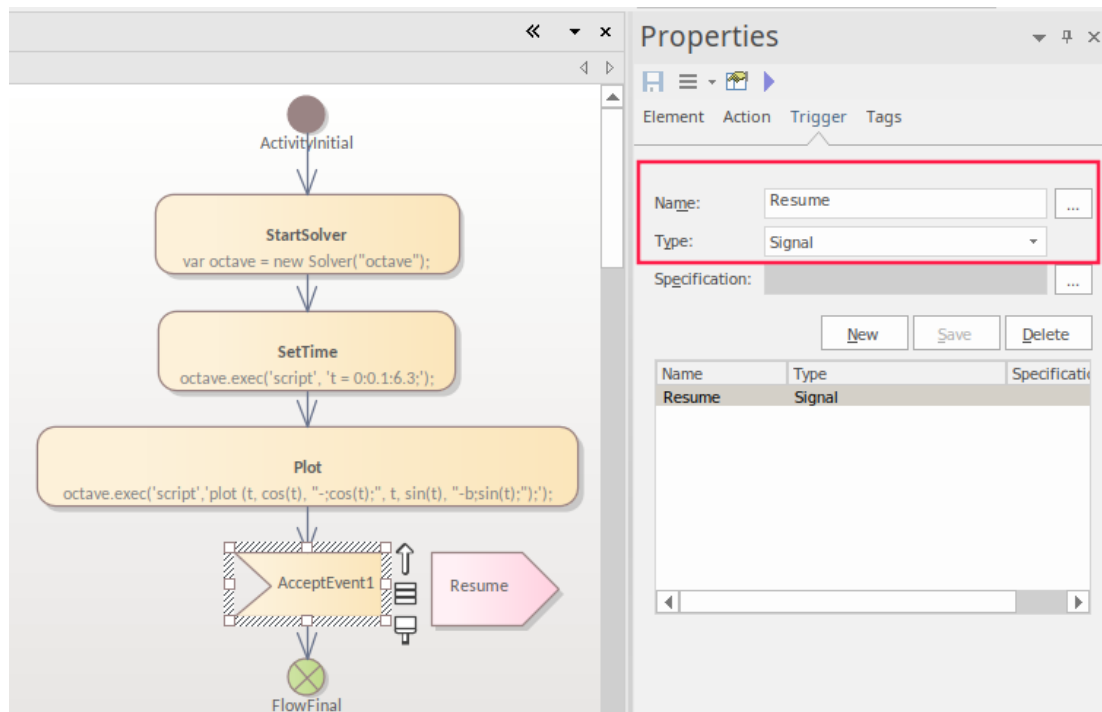 ActivityInitial
StartSolver
var octave = new Solver("octave");
SetTime
octave.exec('script', 't = 0:0.1:6.3;');
Plot
octave.exec('script','plot (t, cos(t), "-;cos(t);", t, sin(t), "-b;sin(t);");');
AcceptEvent1
Resume
FlowFinal
Properties
Element Action Trigger Tags
Name: Resume ...
Type: Signal
Specification: ...
New Save Delete
Name Type Specificatio
Resume Signal